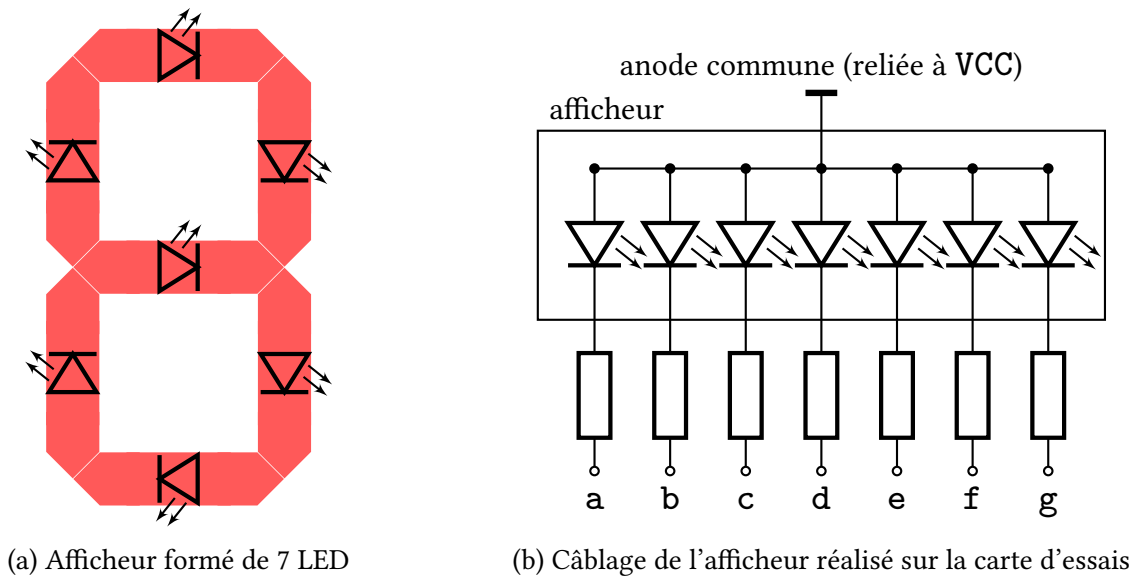 anode commune (reliée à VCC)
afficheur
a b c d e f g
(a) Afficheur formé de 7 LED
(b) Câblage de l'afficheur réalisé sur la carte d'essais